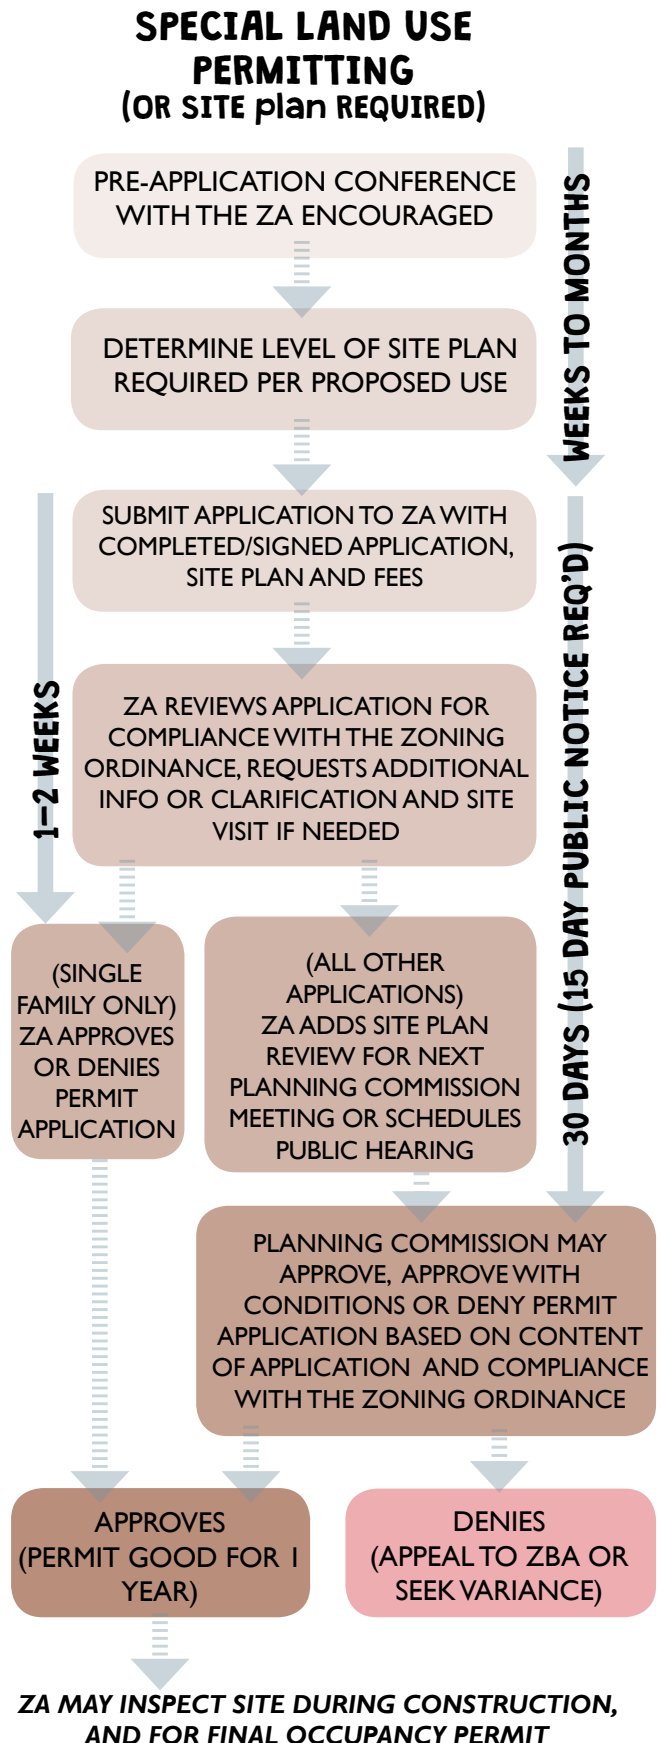 SPECIAL LAND USE
PERMITTING
(OR SITE plan REQUIRED)
PRE-APPLICATION CONFERENCE
WITH THE ZA ENCOURAGED
WEEKS TO MONTHS
DETERMINE LEVEL OF SITE PLAN
REQUIRED PER PROPOSED USE
SUBMIT APPLICATION TO ZA WITH
COMPLETED/SIGNED APPLICATION,
SITE PLAN AND FEES
1-2 WEEKS
30 DAYS (15 DAY PUBLIC NOTICE REQ'D)
ZA REVIEWS APPLICATION FOR
COMPLIANCE WITH THE ZONING
ORDINANCE, REQUESTS ADDITIONAL
INFO OR CLARIFICATION AND SITE
VISIT IF NEEDED
(SINGLE
FAMILY ONLY)
ZA APPROVES
OR DENIES
PERMIT
APPLICATION
(ALL OTHER
APPLICATIONS)
ZA ADDS SITE PLAN
REVIEW FOR NEXT
PLANNING COMMISSION
MEETING OR SCHEDULES
PUBLIC HEARING
PLANNING COMMISSION MAY
APPROVE, APPROVE WITH
CONDITIONS OR DENY PERMIT
APPLICATION BASED ON CONTENT
OF APPLICATION AND COMPLIANCE
WITH THE ZONING ORDINANCE
APPROVES
(PERMIT GOOD FOR 1
YEAR)
DENIES
(APPEAL TO ZBA OR
SEEK VARIANCE)
ZA MAY INSPECT SITE DURING CONSTRUCTION,
AND FOR FINAL OCCUPANCY PERMIT